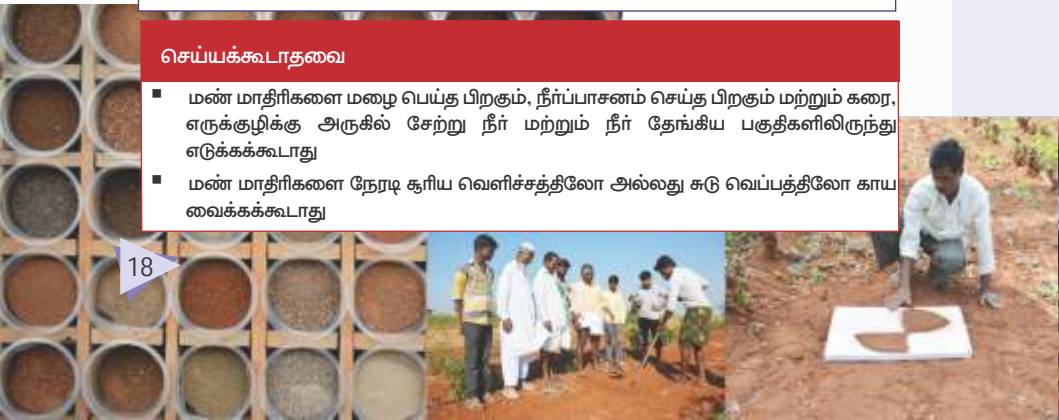 செய்யக்கூடாதவை
▪ மண் மாதிரிகளை மழை பெய்த பிறகும், நீர்ப்பாசனம் செய்த பிறகும் மற்றும் கரை,
எருக்குழிக்கு அருகில் சேற்று நீர் மற்றும் நீர் தேங்கிய பகுதிகளிலிருந்து
எடுக்கக்கூடாது
▪ மண் மாதிரிகளை நேரடி சூரிய வெளிச்சத்திலோ அல்லது சுடு வெப்பத்திலோ காய
வைக்கக்கூடாது
18